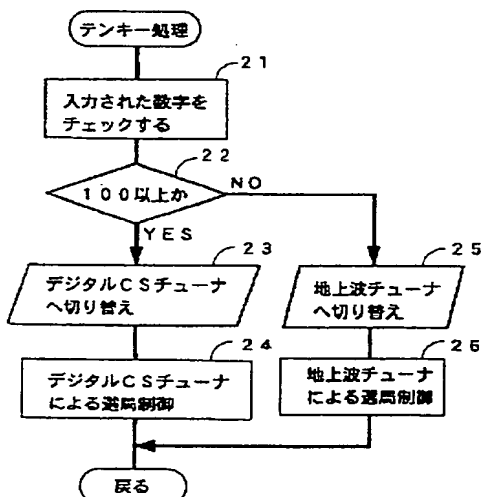 テンキー処理
21
入力された数字を
チェックする
22
100以上か
NO
YES
23
デジタルCSチューナ
へ切り替え
25
地上波チューナ
へ切り替え
24
デジタルCSチューナ
による選局制御
26
地上波チューナ
による選局制御
戻る